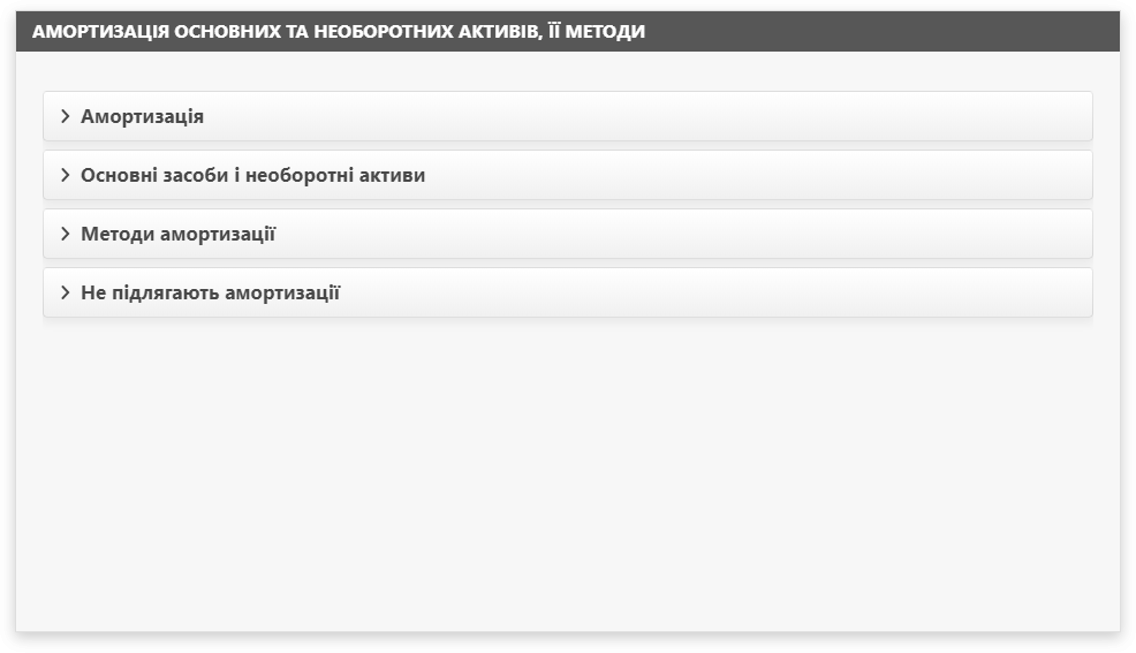 АМОРТИЗАЦІЯ ОСНОВНИХ ТА НЕОБОРОТНИХ АКТИВІВ, ЇЇ МЕТОДИ
Амортизація
Основні засоби і необоротні активи
Методи амортизації
Не підлягають амортизації